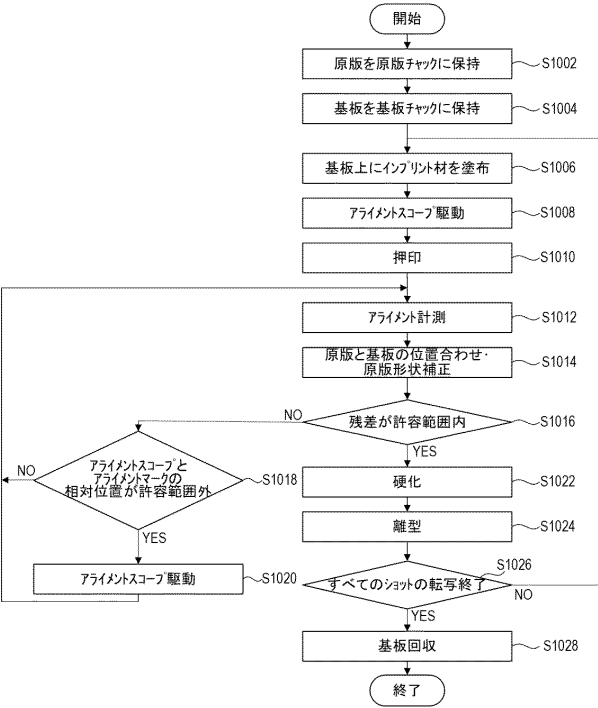 開始
原版を原版チャックに保持
S1002
基板を基板チャックに保持
S1004
基板上にインプリント材を塗布
S1006
アライメントスコープ駆動
S1008
押印
S1010
アライメント計測
S1012
原版と基板の位置合わせ・
原版形状補正
S1014
残差が許容範囲内
S1016
NO
YES
アライメントスコープと
アライメントマークの
相対位置が許容範囲外
S1018
NO
YES
アライメントスコープ駆動
S1020
硬化
S1022
離型
S1024
すべてのショットの転写終了
S1026
NO
YES
基板回収
S1028
終了